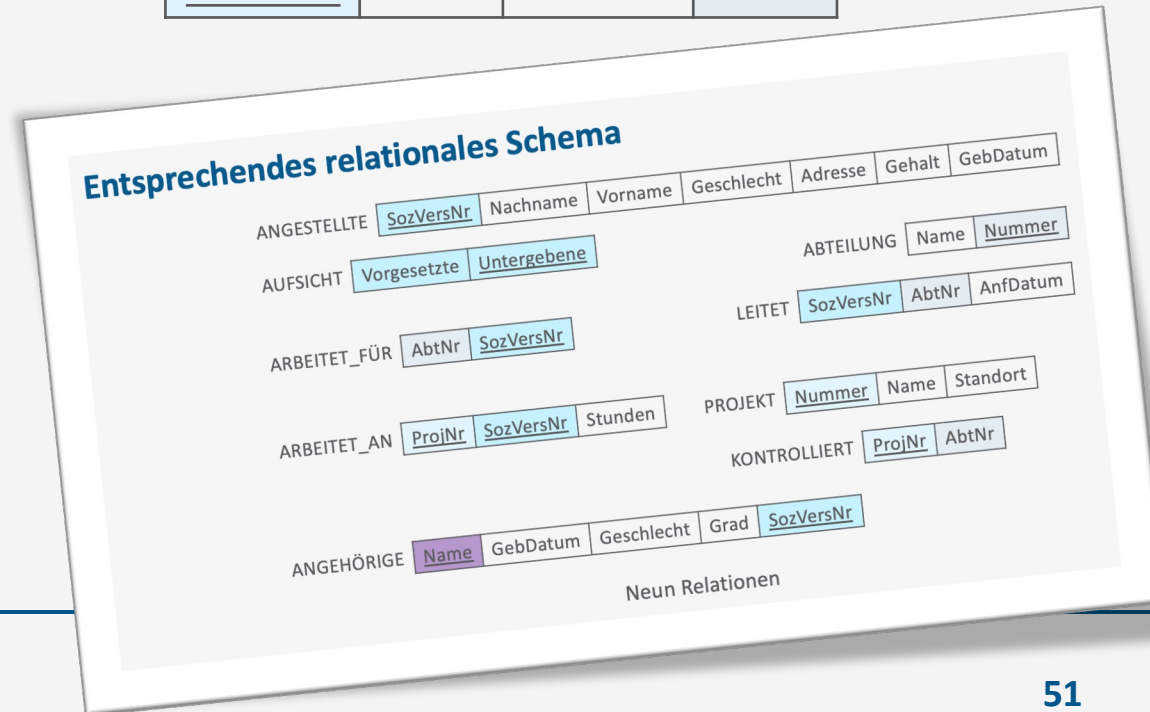 Entsprechendes relationales Schema
ANGESTELLTE SozVersNr Nachname Vorname Geschlecht Adresse Gehalt GebDatum
AUFSICHT Vorgesetzte Untergebene
ABTEILUNG Name Nummer
LEITET SozVersNr AbtNr AnfDatum
ARBEITET_FÜR AbtNr SozVersNr
ARBEITET_AN ProjNr SozVersNr Stunden
PROJEKT Nummer Name Standort
KONTROLLIERT ProjNr AbtNr
ANGEHÖRIGE Name GebDatum Geschlecht Grad SozVersNr
Neun Relationen
51